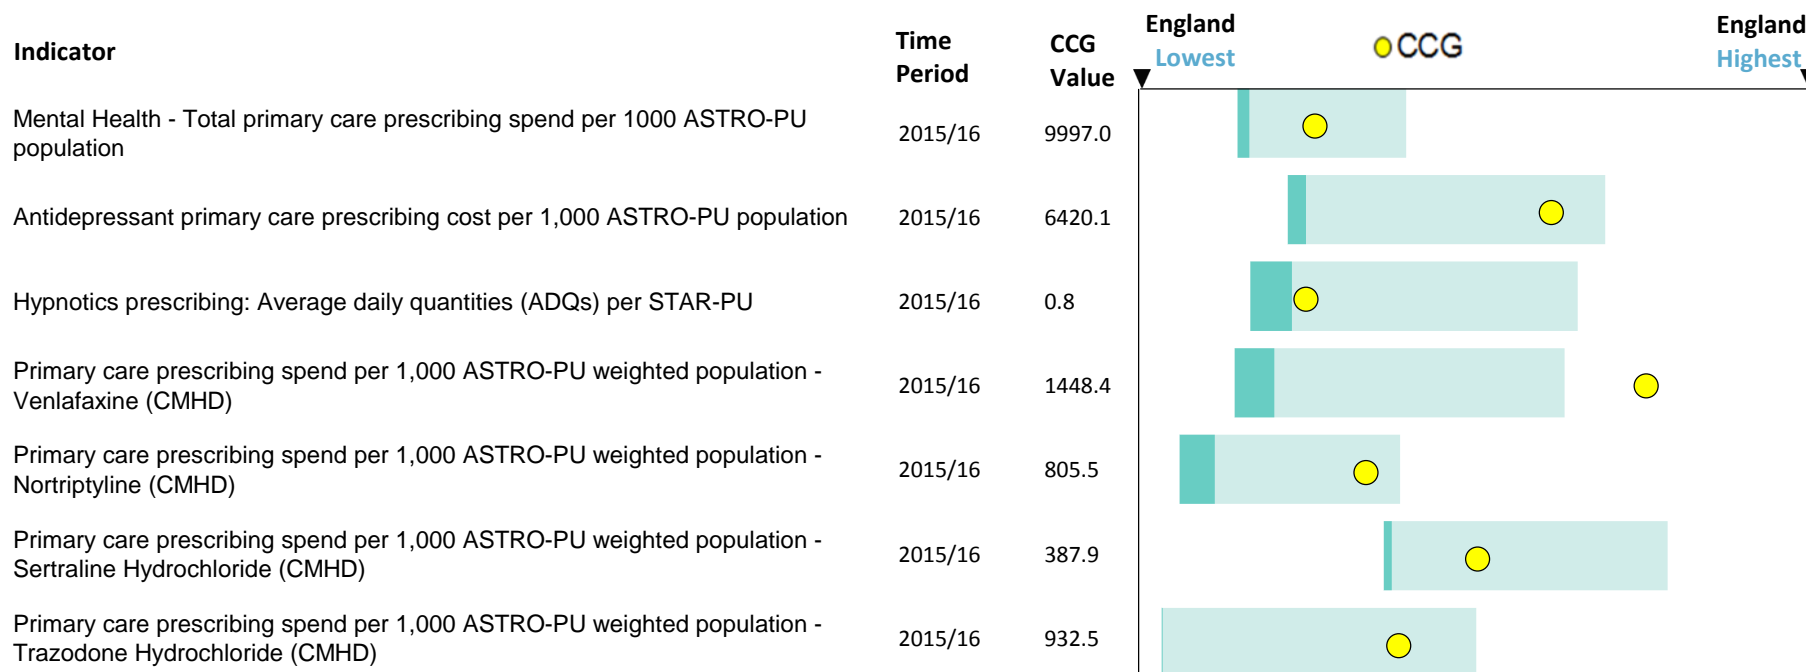 Indicator
Time
Period
CCG
Value
England
Lowest
CCG
England
Highest
Mental Health - Total primary care prescribing spend per 1000 ASTRO-PU
population
2015/16
9997.0
Antidepressant primary care prescribing cost per 1,000 ASTRO-PU population
2015/16
6420.1
Hypnotics prescribing: Average daily quantities (ADQs) per STAR-PU
2015/16
0.8
Primary care prescribing spend per 1,000 ASTRO-PU weighted population -
Venlafaxine (CMHD)
2015/16
1448.4
Primary care prescribing spend per 1,000 ASTRO-PU weighted population -
Nortriptyline (CMHD)
2015/16
805.5
Primary care prescribing spend per 1,000 ASTRO-PU weighted population -
Sertraline Hydrochloride (CMHD)
2015/16
387.9
Primary care prescribing spend per 1,000 ASTRO-PU weighted population -
Trazodone Hydrochloride (CMHD)
2015/16
932.5